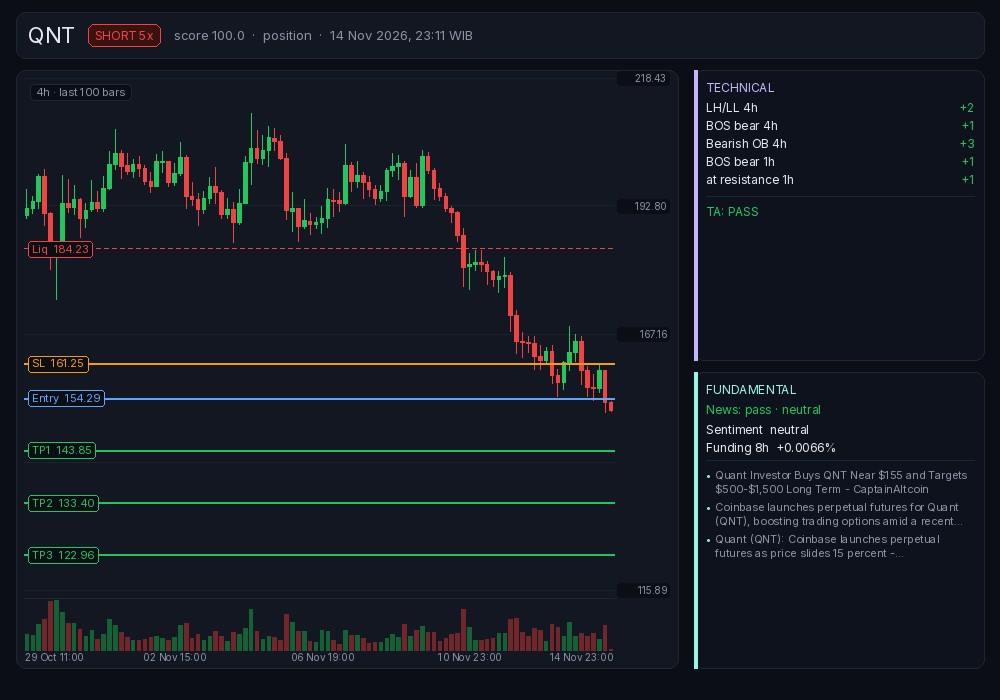 QNT SHORT 5x score 100.0 · position · 14 Nov 2026, 23:11 WIB
4h · last 100 bars
218.43
192.80
Liq 184.23
167.16
SL 161.25
Entry 154.29
TP1 143.85
TP2 133.40
TP3 122.96
115.89
29 Oct 11:00 02 Nov 15:00 06 Nov 19:00 10 Nov 23:00 14 Nov 23:00
TECHNICAL
LH/LL 4h +2
BOS bear 4h +1
Bearish OB 4h +3
BOS bear 1h +1
at resistance 1h +1
TA: PASS
FUNDAMENTAL
News: pass · neutral
Sentiment neutral
Funding 8h +0.0066%
• Quant Investor Buys QNT Near $155 and Targets
$500-$1,500 Long Term - CaptainAltcoin
• Coinbase launches perpetual futures for Quant
(QNT), boosting trading options amid a recent...
• Quant (QNT): Coinbase launches perpetual
futures as price slides 15 percent -...